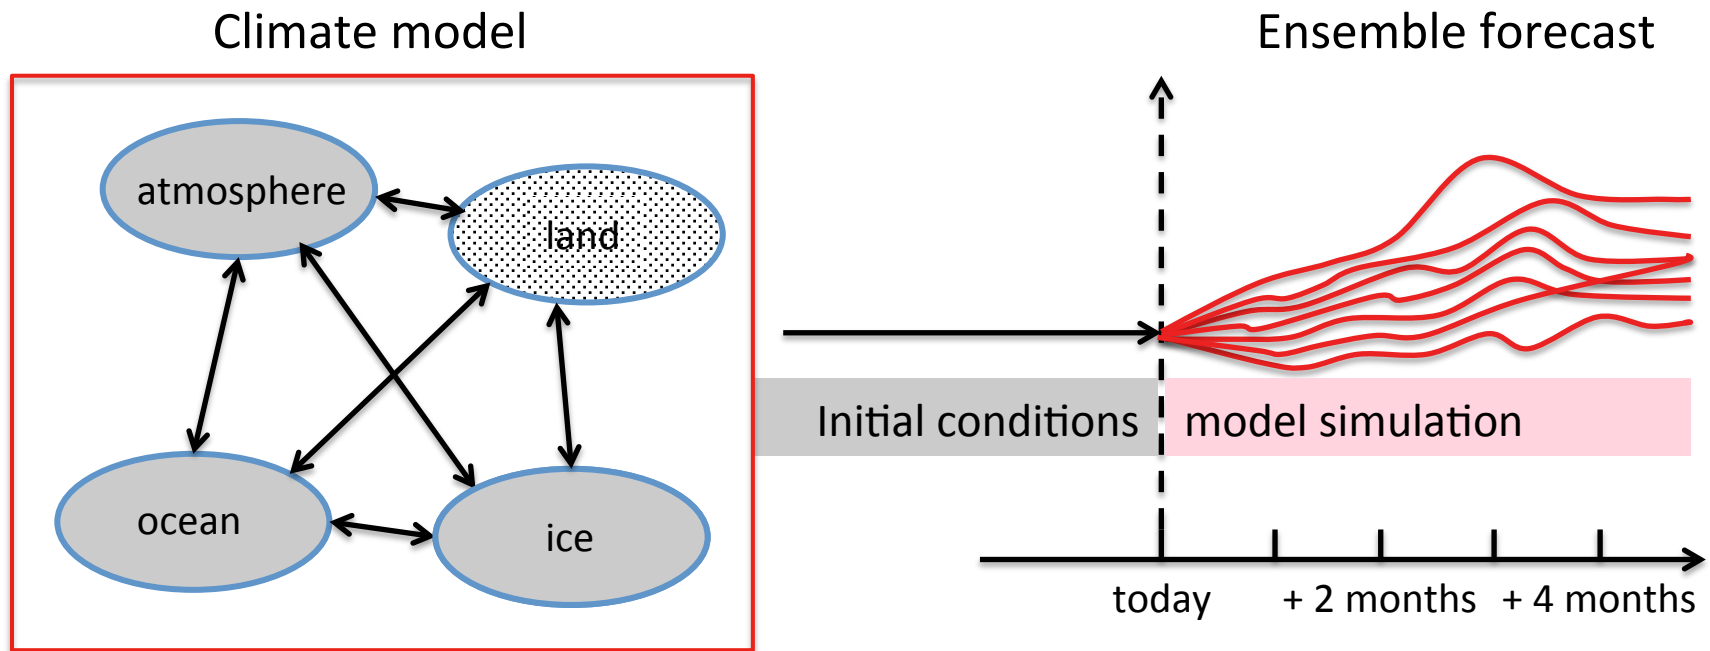 Climate model
Ensemble forecast
atmosphere
land
ocean
ice
Initial conditions
model simulation
today
+ 2 months
+ 4 months